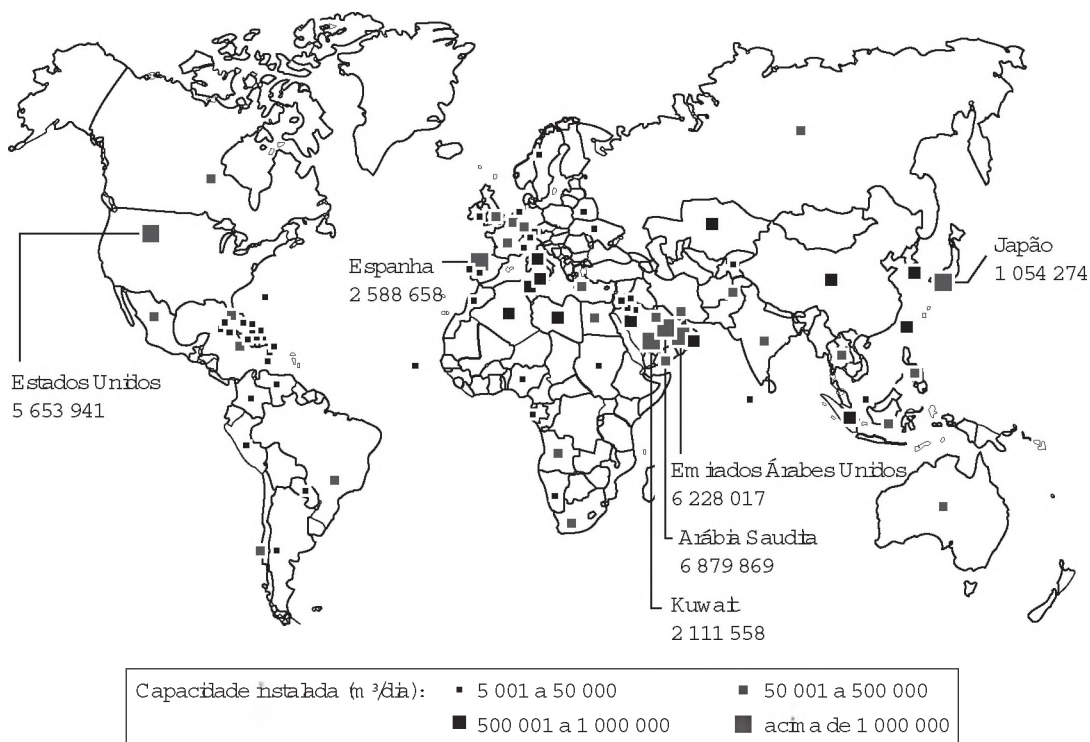 Espanha
2 588 658
Japão
1 054 274
Estados Unidos
5 653 941
Emirados Árabes Unidos
6 228 017
Arábia Saudita
6 879 869
Kuwait
2 111 558
Capacidade instalada (m³/dia):
5 001 a 50 000
50 001 a 500 000
500 001 a 1 000 000
acima de 1 000 000